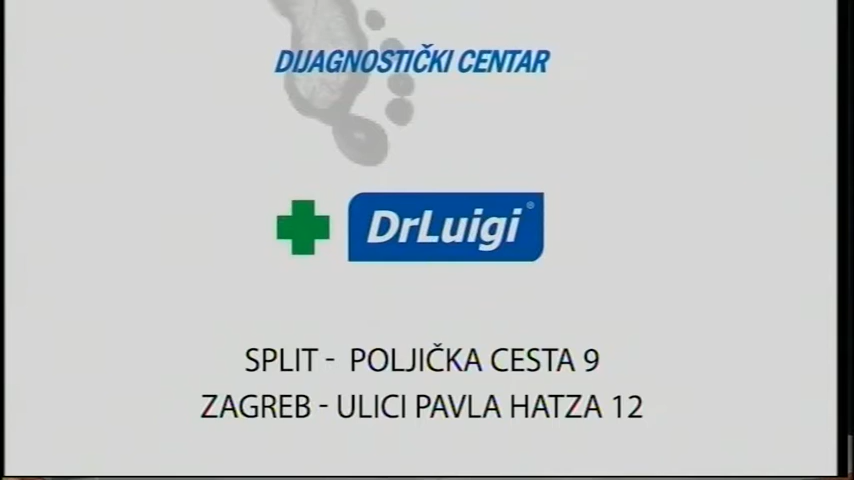 DIJAGNOSTIČKI CENTAR
DrLuigi®
SPLIT - POLJIČKA CESTA 9
ZAGREB - ULICI PAVLA HATZA 12